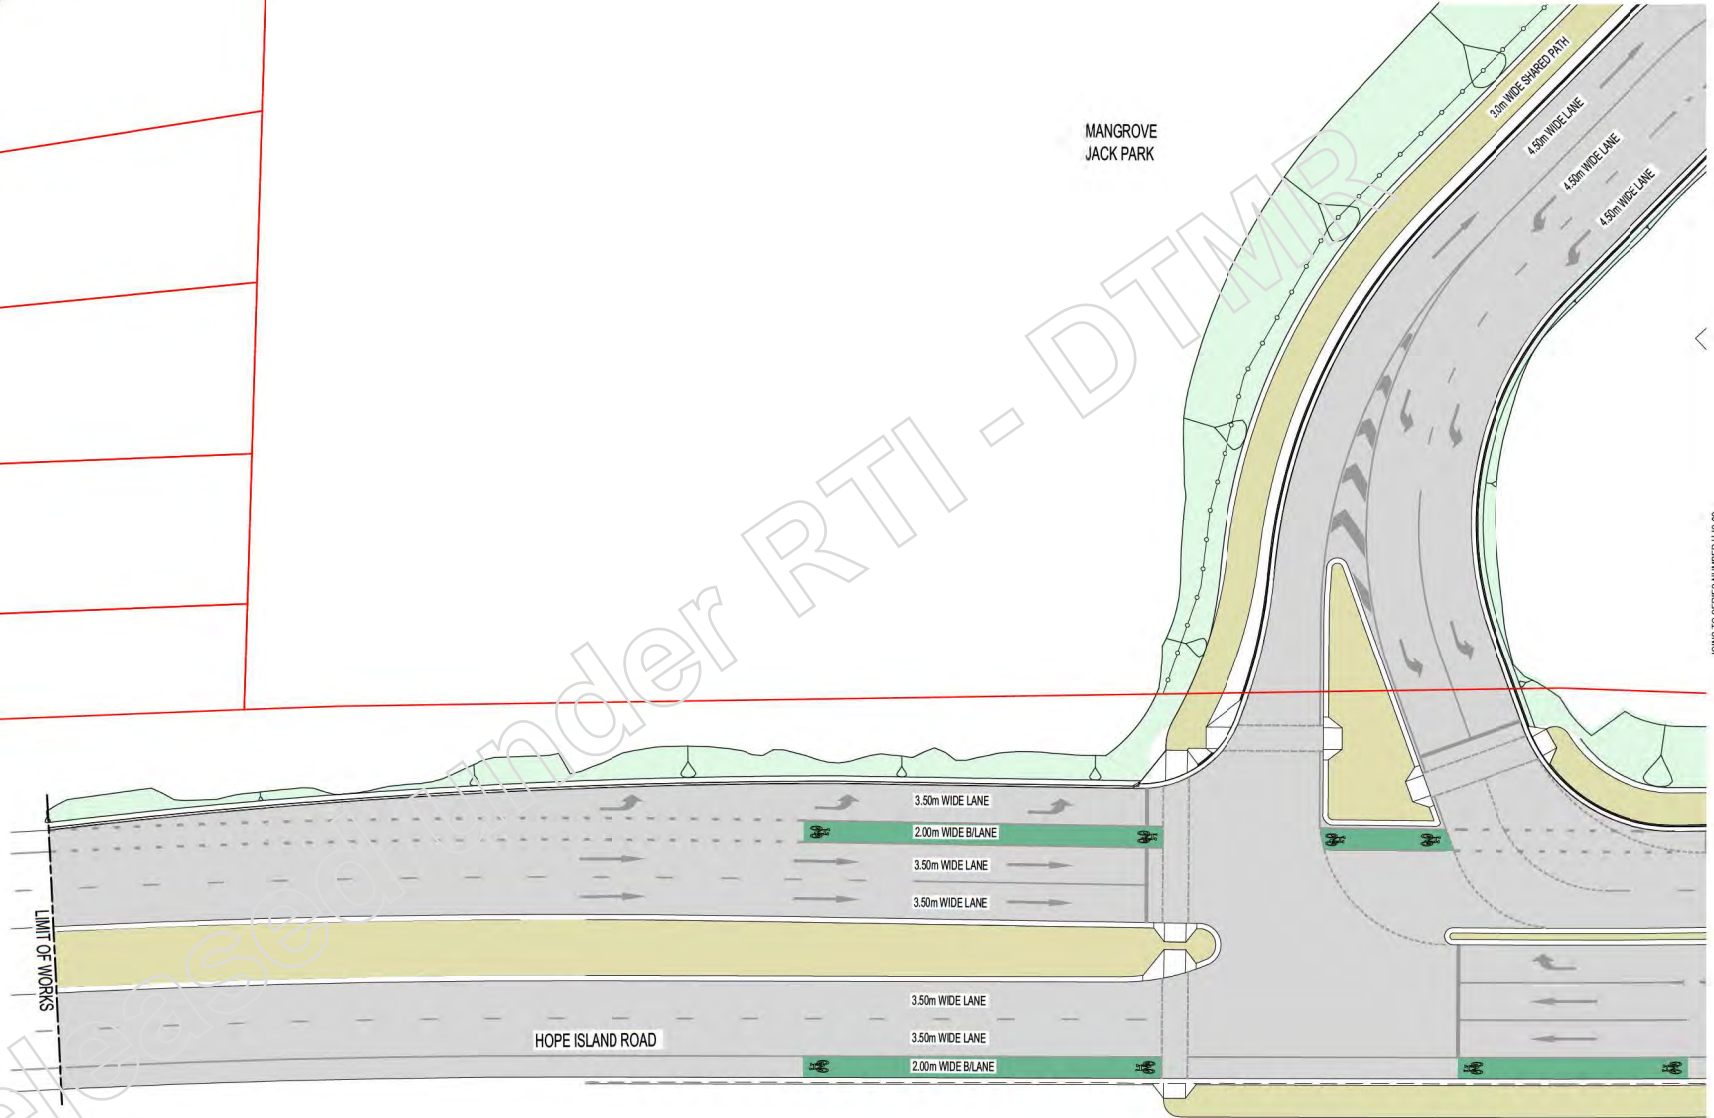 MANGROVE
JACK PARK
3.0m WIDE SHARED PATH
4.50m WIDE LANE
4.50m WIDE LANE
4.50m WIDE LANE
Released under RTI - DTMR
3.50m WIDE LANE
2.00m WIDE B/LANE
3.50m WIDE LANE
3.50m WIDE LANE
LIMIT OF WORKS
3.50m WIDE LANE
HOPE ISLAND ROAD
3.50m WIDE LANE
2.00m WIDE B/LANE